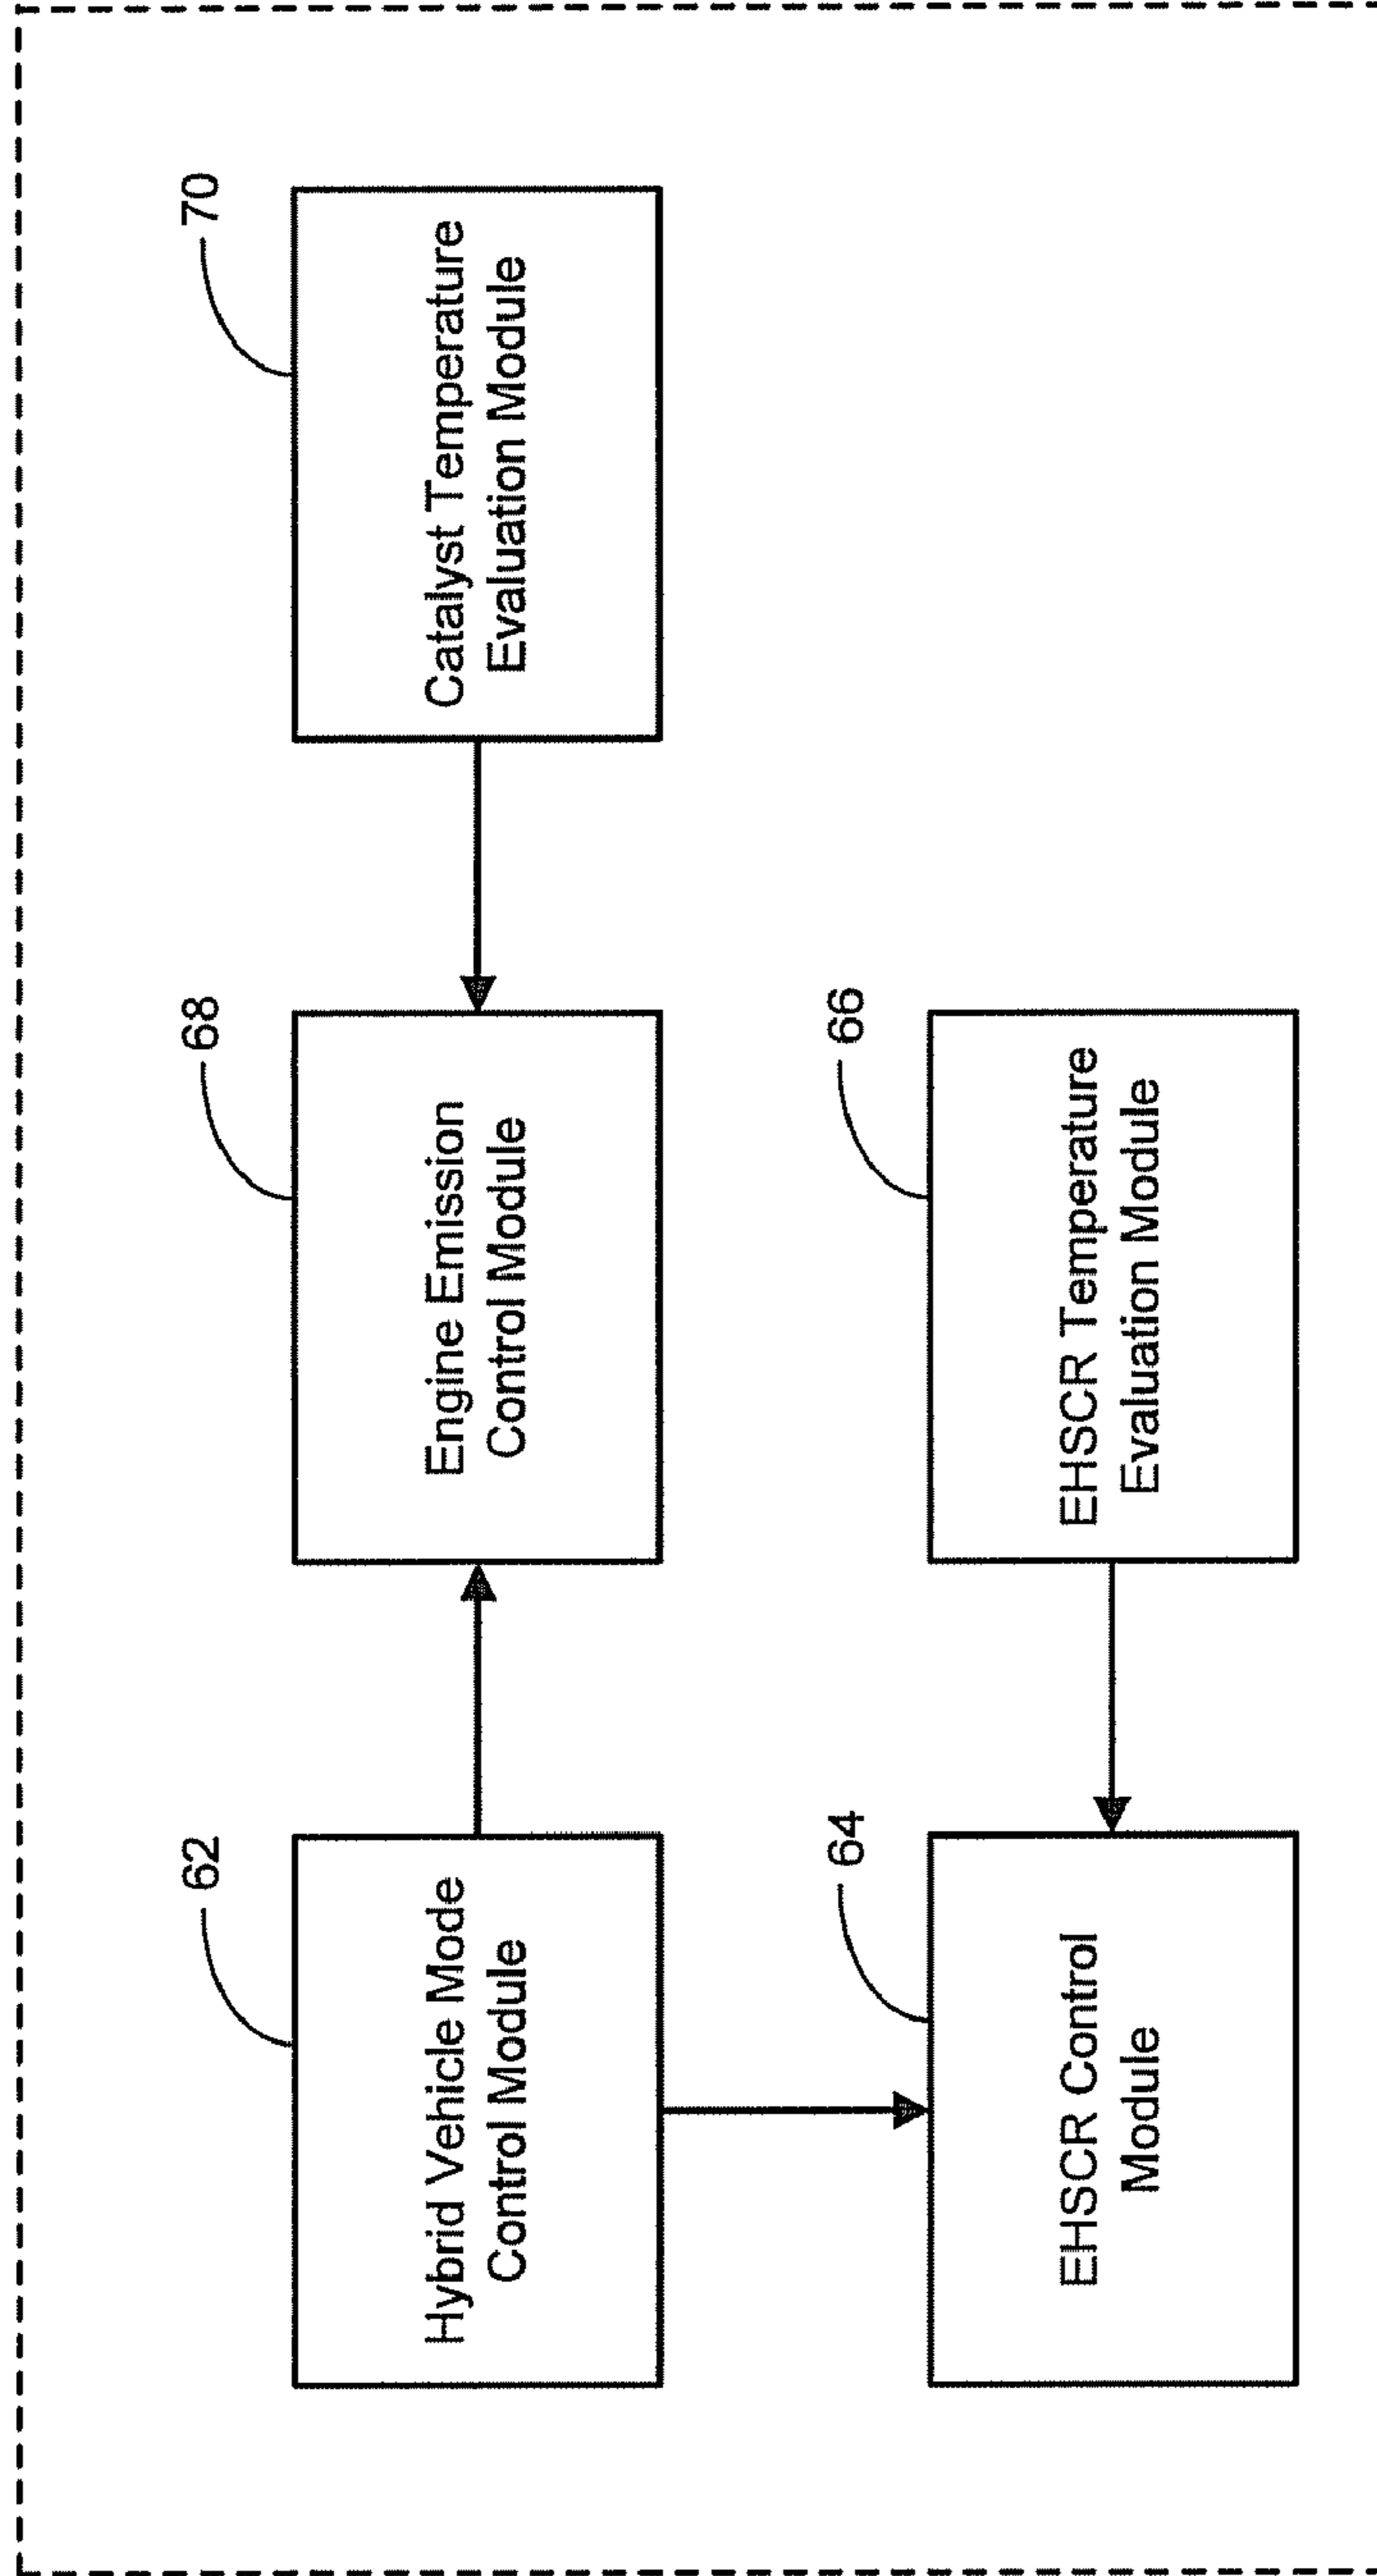 62
Hybrid Vehicle Mode
Control Module
68
Engine Emission
Control Module
70
Catalyst Temperature
Evaluation Module
64
EHSCR Control
Module
66
EHSCR Temperature
Evaluation Module